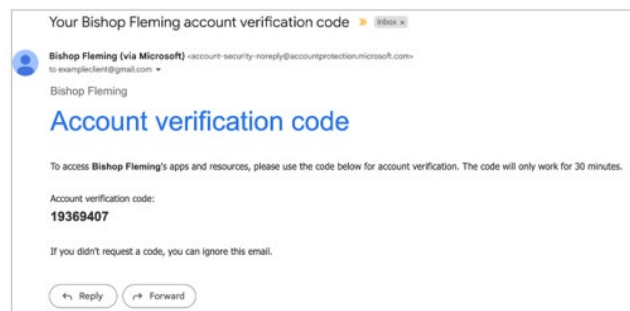 Your Bishop Fleming account verification code Inbox x
Bishop Fleming (via Microsoft) <account-security-noreply@accountprotection.microsoft.com>
to exampleclient@gmail.com
Bishop Fleming
Account verification code
To access Bishop Fleming's apps and resources, please use the code below for account verification. The code will only work for 30 minutes.
Account verification code:
19369407
If you didn't request a code, you can ignore this email.
Reply Forward